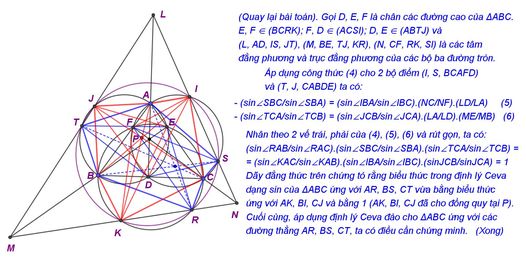 L
J
A
I
T
F
E
P
S
B
D
C
R
N
M
K
(Quay lại bài toán). Gọi D, E, F là chân các đường cao của ΔABC.
E, F ∈ (BCRK); F, D ∈ (ACSI); D, E ∈ (ABTJ) và
(L, AD, IS, JT), (M, BE, TJ, KR), (N, CF, RK, SI) là các tâm
đẳng phương và trục đẳng phương của các bộ ba đường tròn.
Áp dụng công thức (4) cho 2 bộ điểm (I, S, BCAFD)
và (T, J, CABDE) ta có:
- (sin∠SBC/sin∠SBA) = (sin∠IBA/sin∠IBC).(NC/NF).(LD/LA) (5)
- (sin∠TCA/sin∠TCB) = (sin∠JCB/sin∠JCA).(LA/LD).(ME/MB) (6)
Nhân theo 2 vế trái, phải của (4), (5), (6) và rút gọn, ta có:
(sin∠RAB/sin∠RAC).(sin∠SBC/sin∠SBA).(sin∠TCA/sin∠TCB) =
= (sin∠KAC/sin∠KAB).(sin∠IBA/sin∠IBC).(sinJCB/sinJCA) = 1
Dãy đẳng thức trên chứng tỏ rằng biểu thức trong định lý Ceva
dạng sin của ΔABC ứng với AR, BS, CT vừa bằng biểu thức
ứng với AK, BI, CJ và bằng 1 (AK, BI, CJ đã cho đồng quy tại P).
Cuối cùng, áp dụng định lý Ceva đảo cho ΔABC ứng với các
đường thẳng AR, BS, CT, ta có điều cần chứng minh. (Xong)